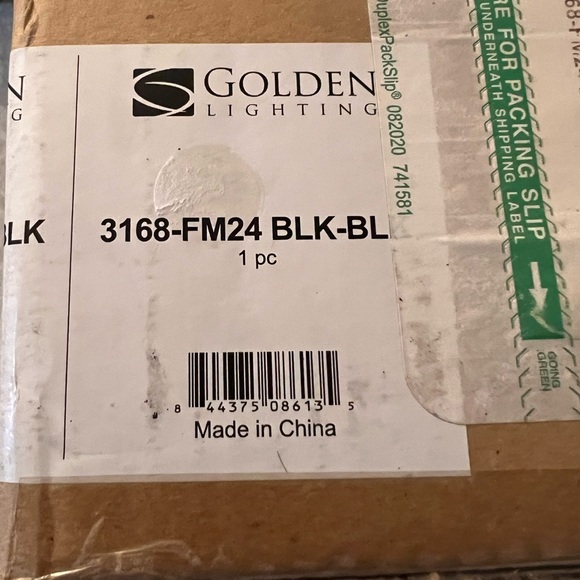 GOLDEN
LIGHTING
3168-FM24 BLK-BL
1 pc
8 44375 08613 5
Made in China
N
G
BLK
DuplexPackSlip® 082020 741581
RE FOR PACKING SLIP
UNDERNEATH SHIPPING LABEL
GOING
GREEN